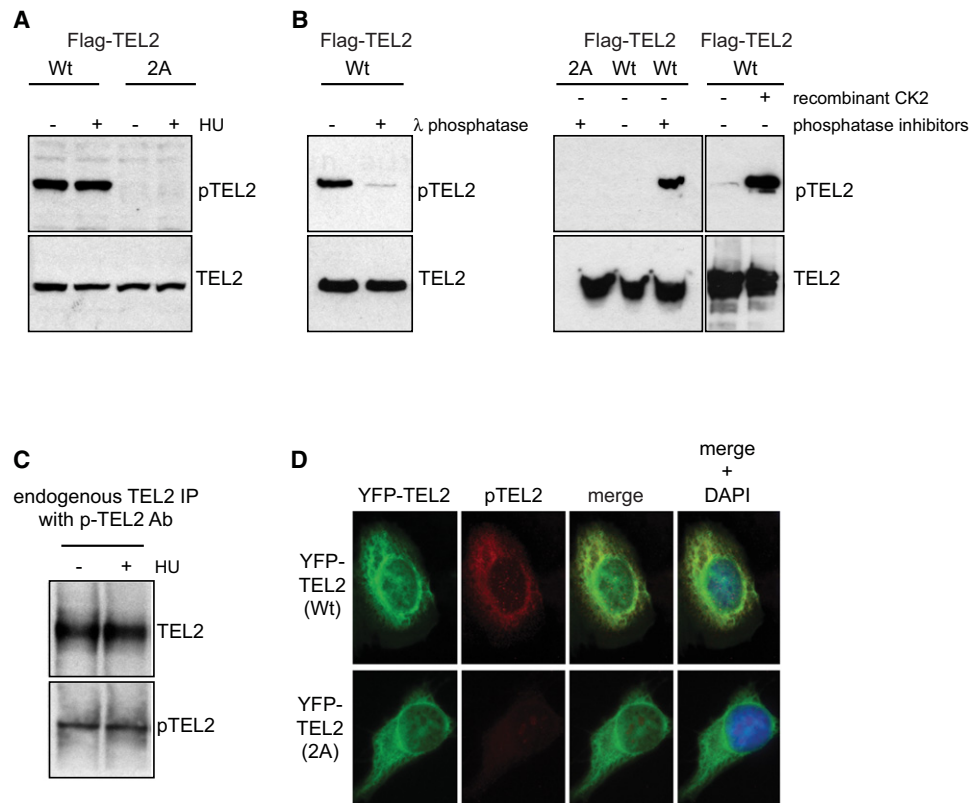 A
Flag-TEL2
Wt 2A
- + - + HU
pTEL2
TEL2
B
Flag-TEL2
Wt
- + λ phosphatase
pTEL2
TEL2
Flag-TEL2 Flag-TEL2
2A Wt Wt Wt
- - - - + recombinant CK2
+ - + - - phosphatase inhibitors
pTEL2
TEL2
C
endogenous TEL2 IP
with p-TEL2 Ab
- + HU
TEL2
pTEL2
D
YFP-TEL2 pTEL2 merge merge
+
DAPI
YFP-
TEL2
(Wt)
YFP-
TEL2
(2A)